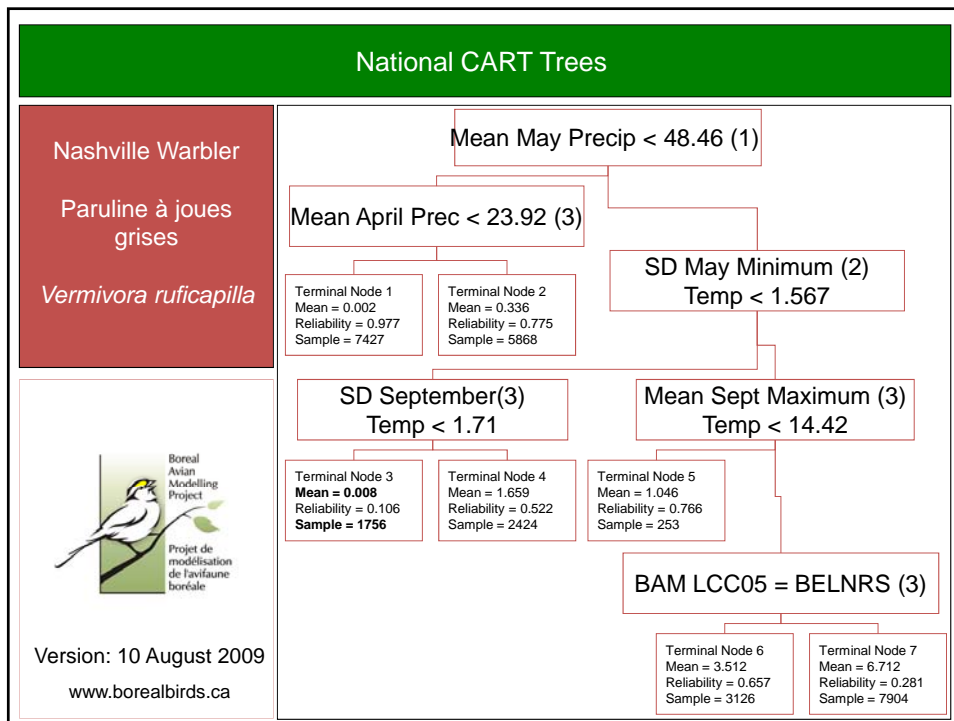 National CART Trees
Nashville Warbler
Paruline à joues
grises
Vermivora ruficapilla
Mean May Precip < 48.46 (1)
Mean April Prec < 23.92 (3)
SD May Minimum (2)
Temp < 1.567
Terminal Node 1
Mean = 0.002
Reliability = 0.977
Sample = 7427
Terminal Node 2
Mean = 0.336
Reliability = 0.775
Sample = 5868
SD September(3)
Temp < 1.71
Mean Sept Maximum (3)
Temp < 14.42
Terminal Node 3
Mean = 0.008
Reliability = 0.106
Sample = 1756
Terminal Node 4
Mean = 1.659
Reliability = 0.522
Sample = 2424
Terminal Node 5
Mean = 1.046
Reliability = 0.766
Sample = 253
BAM LCC05 = BELNRS (3)
Terminal Node 6
Mean = 3.512
Reliability = 0.657
Sample = 3126
Terminal Node 7
Mean = 6.712
Reliability = 0.281
Sample = 7904
Boreal
Avian
Modelling
Project
Projet de
modélisation
de l'avifaune
boréale
Version: 10 August 2009
www.borealbirds.ca